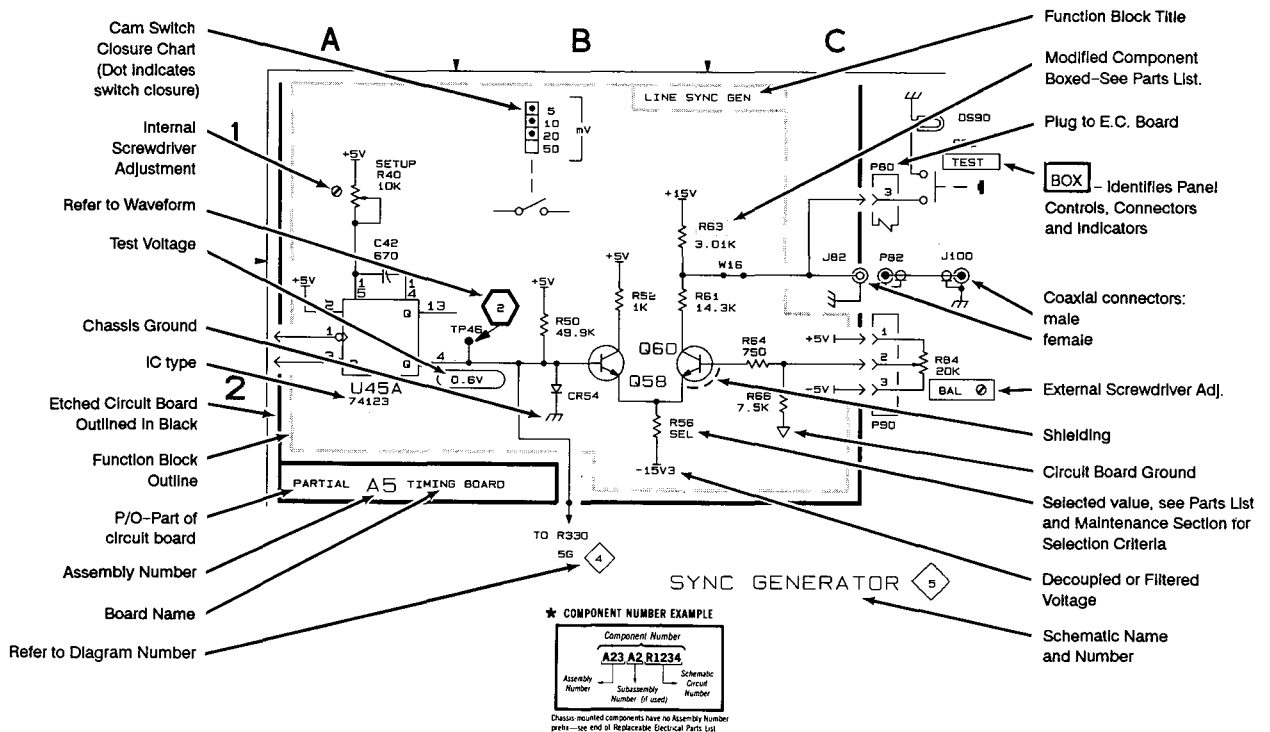 Cam Switch
Closure Chart
(Dot indicates
switch closure)
Internal
Screwdriver
Adjustment
Refer to Waveform
Test Voltage
Chassis Ground
IC type
Etched Circuit Board
Outlined in Black
Function Block
Outline
P/O-Part of
circuit board
Assembly Number
Board Name
Refer to Diagram Number
A
B
C
1
2
LINE SYNC GEN
5
10
20
50
mV
+5V
SETUP
R40
10K
C42
670
+5V
1
5
1
4
2
Q
13
1
3
Q
4
U45A
74123
TP46
2
0.6V
+5V
R50
49.9K
CR54
+5V
R52
1K
Q60
Q58
R56
SEL
-15V3
+15V
R63
3.01K
W16
R61
14.3K
R64
750
R66
7.5K
DS90
TEST
P80
3
J82
P82
J100
+5V
1
2
-5V
3
P90
R84
20K
BAL
PARTIAL A5 TIMING BOARD
TO R330
5G
4
SYNC GENERATOR 5
Function Block Title
Modified Component
Boxed-See Parts List.
Plug to E.C. Board
BOX – Identifies Panel
Controls, Connectors
and Indicators
Coaxial connectors:
male
female
External Screwdriver Adj.
Shielding
Circuit Board Ground
Selected value, see Parts List
and Maintenance Section for
Selection Criteria
Decoupled or Filtered
Voltage
Schematic Name
and Number
* COMPONENT NUMBER EXAMPLE
Component Number
A23 A2 R1234
Assembly
Number
Subassembly
Number (if used)
Schematic
Circuit
Number
Chassis-mounted components have no Assembly Number
prefix—see end of Replaceable Electrical Parts List